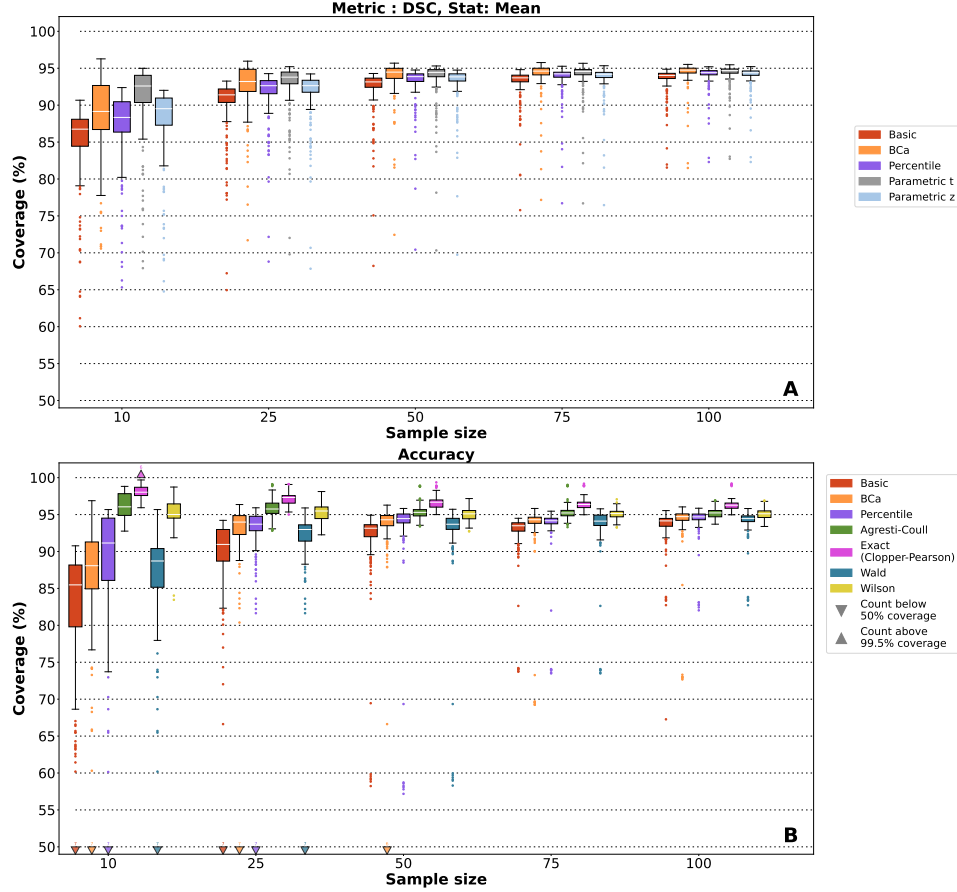 Metric : DSC, Stat: Mean
100
95
90
85
80
75
70
65
60
55
50
Coverage (%)
10
25
50
75
100
Sample size
A
Basic
BCa
Percentile
Parametric t
Parametric z
Accuracy
100
95
90
85
80
75
70
65
60
55
50
Coverage (%)
10
25
50
75
100
Sample size
B
Basic
BCa
Percentile
Agresti-Coull
Exact
(Clopper-Pearson)
Wald
Wilson
Count below
50% coverage
Count above
99.5% coverage